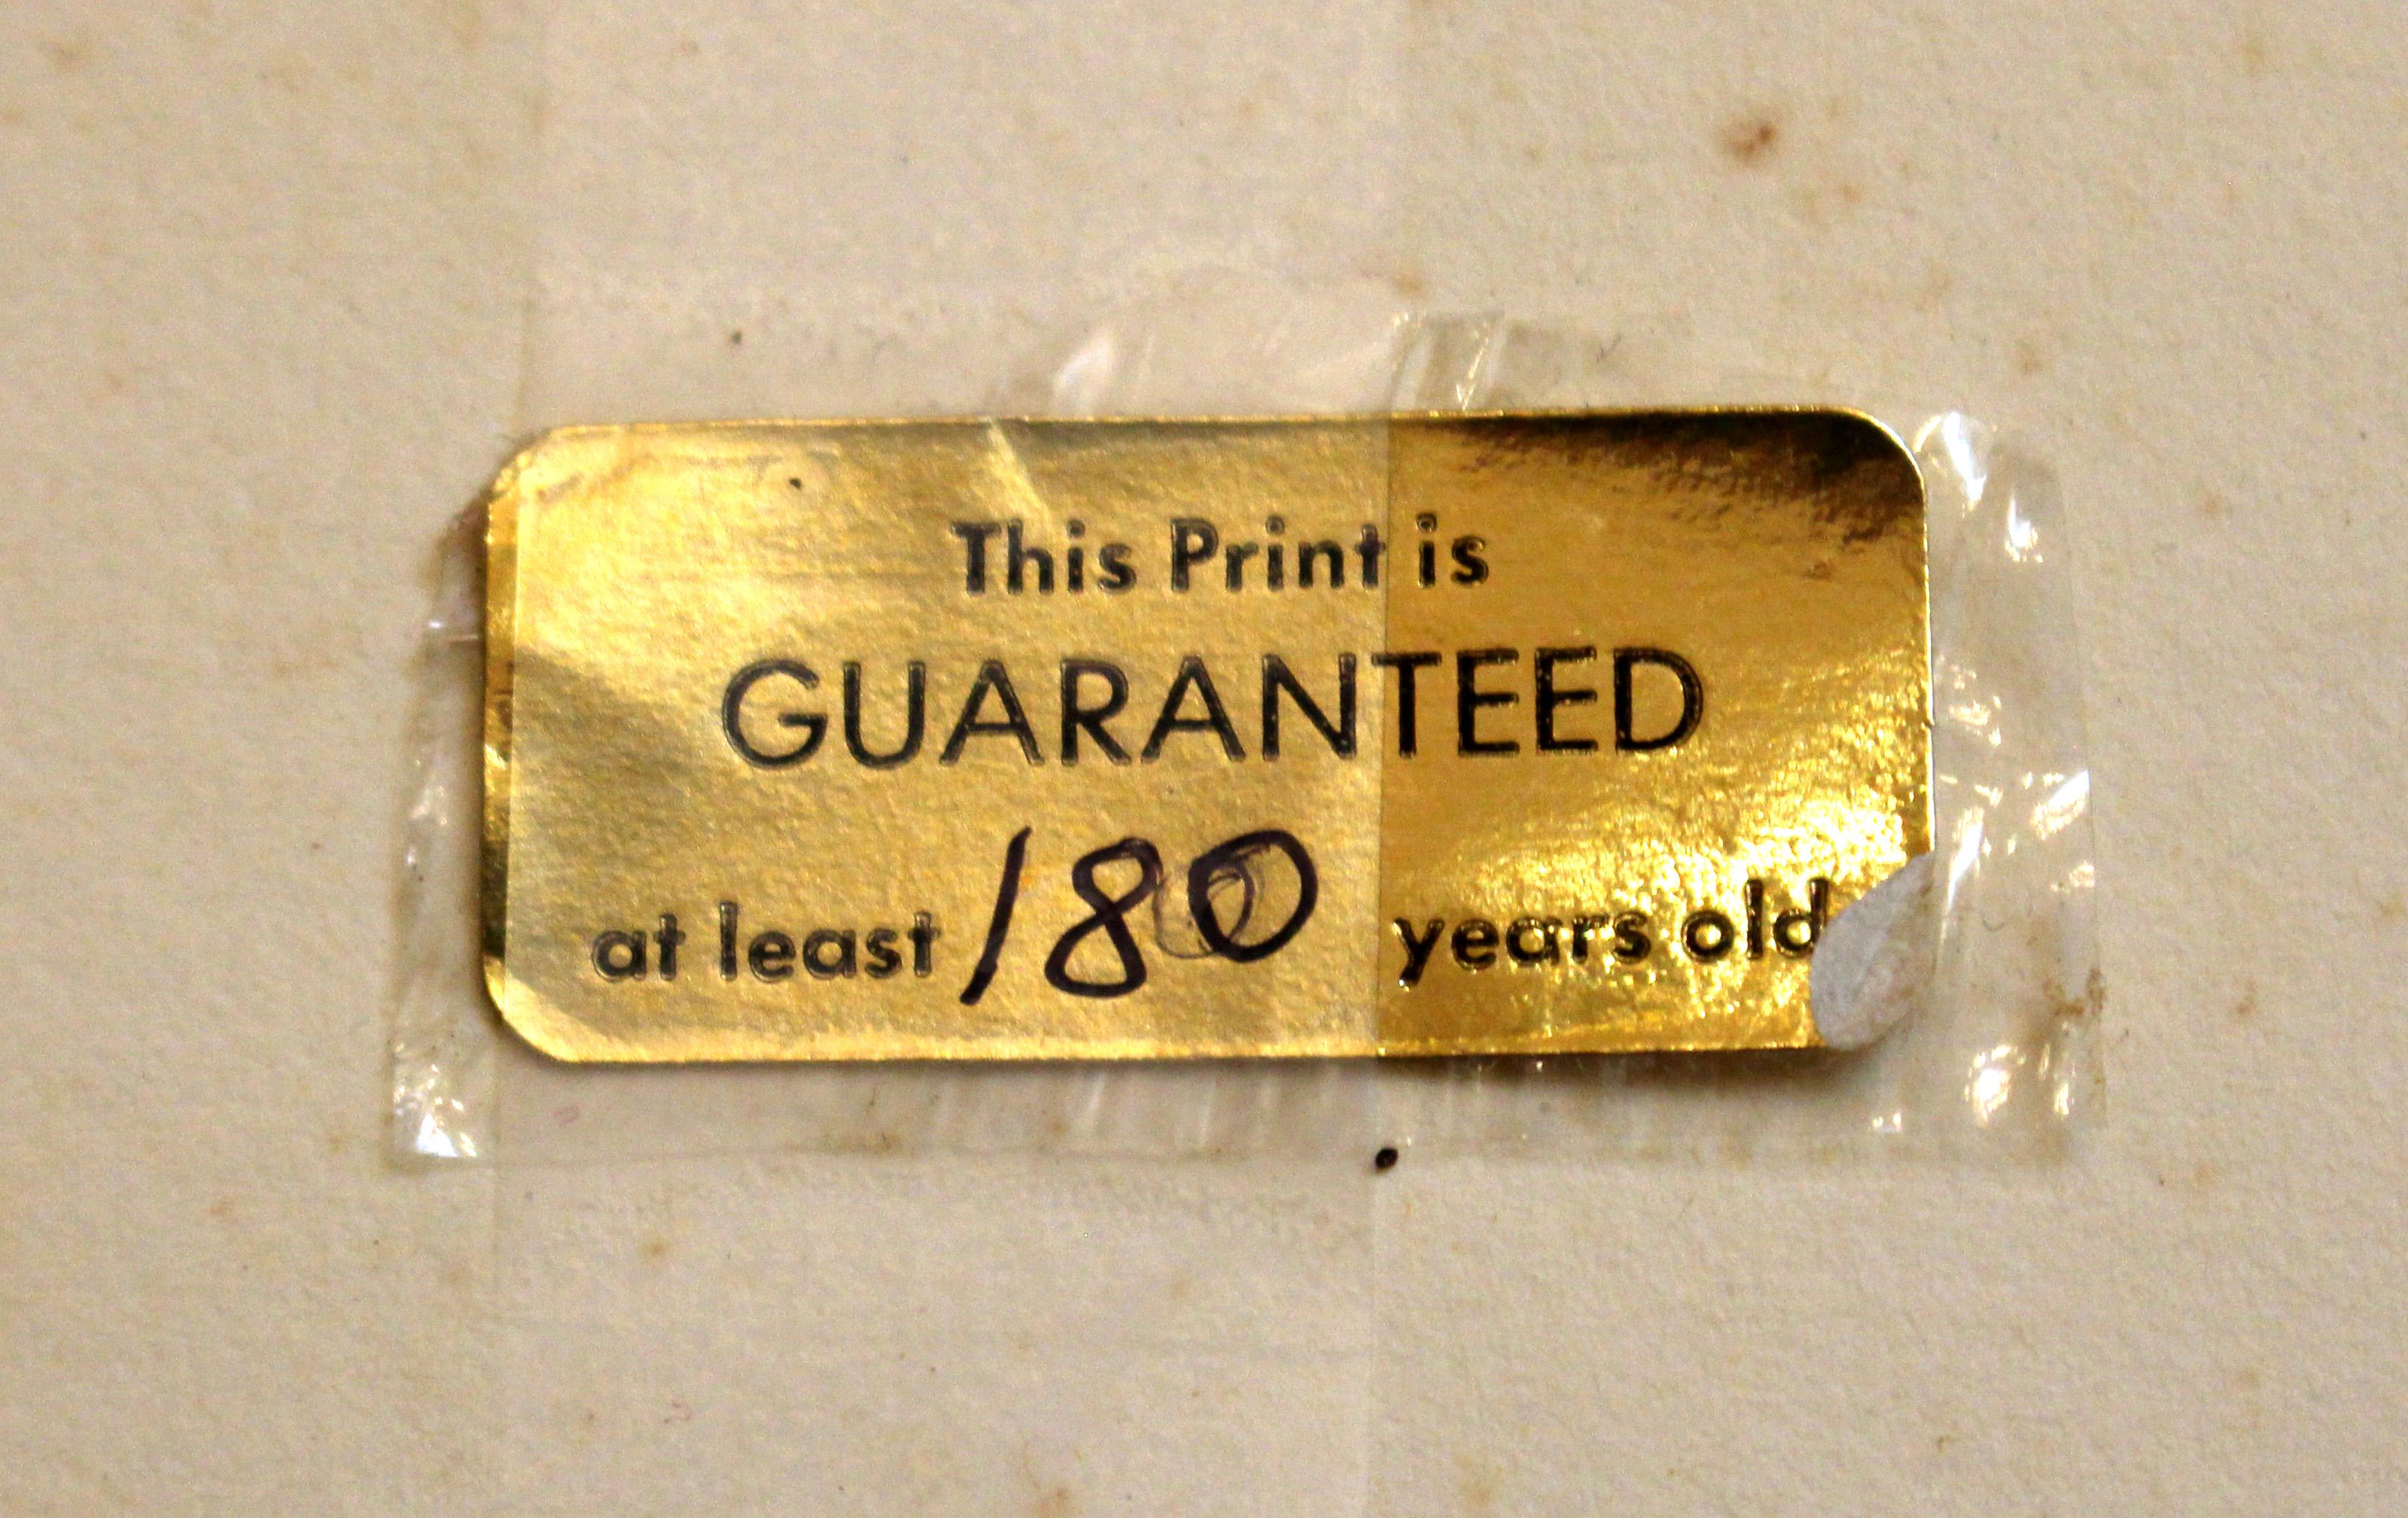 This Print is
GUARANTEED
at least 180 years old